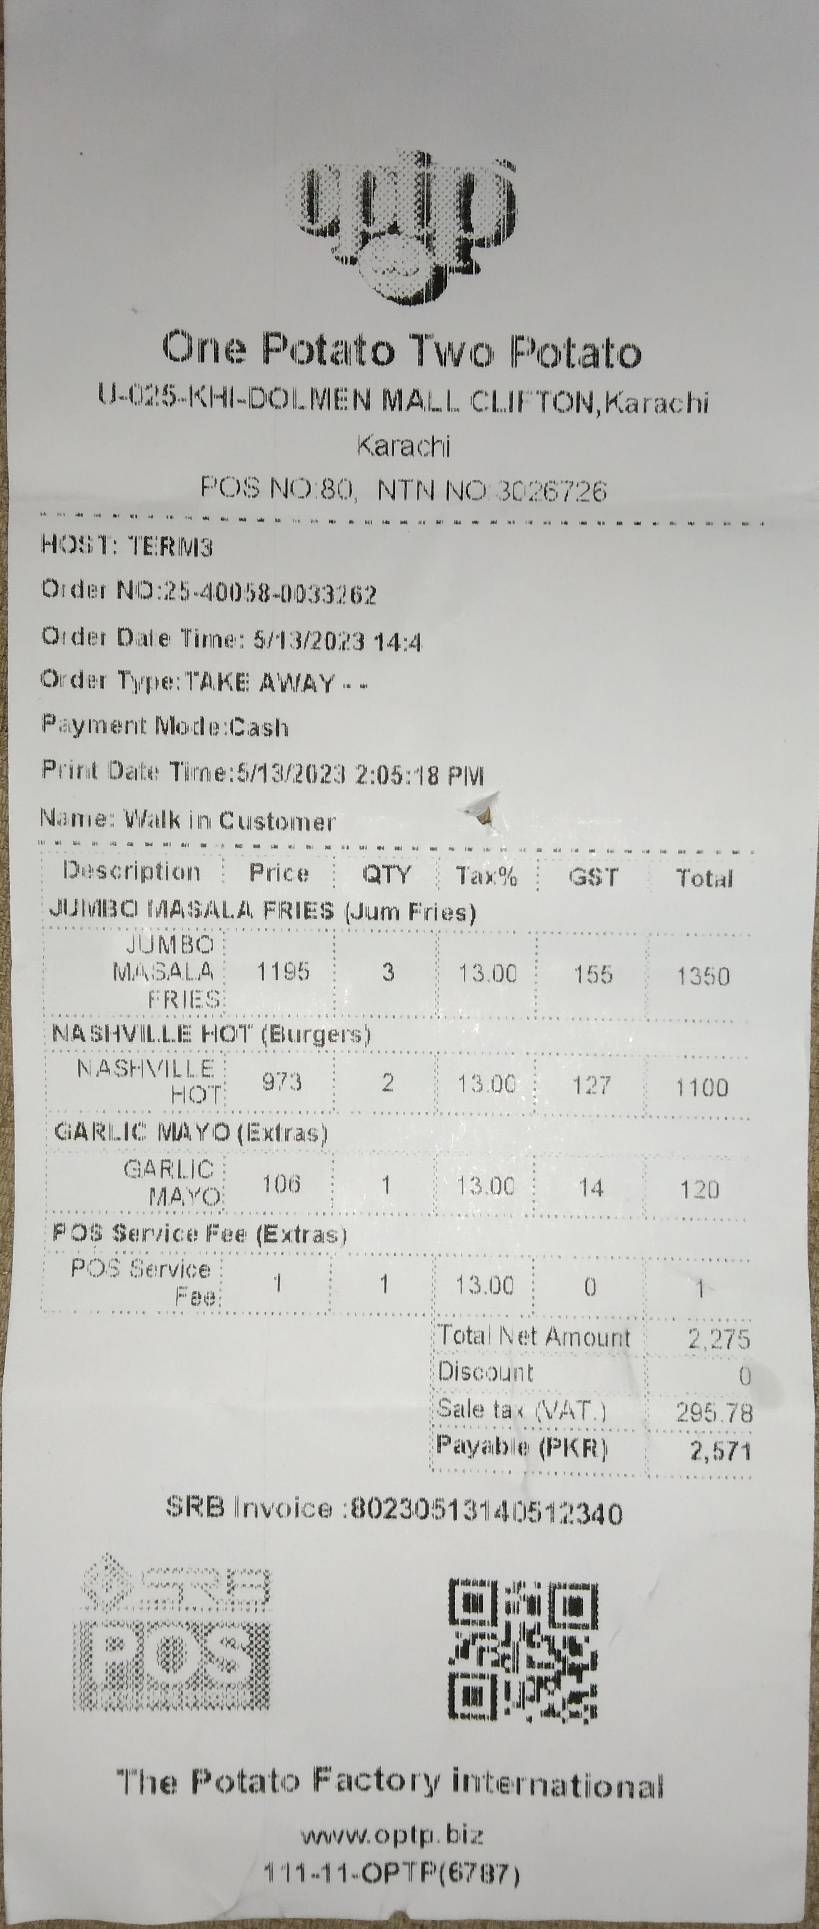 optp
One Potato Two Potato
U-025-KHI-DOLMEN MALL CLIFTON,Karachi
Karachi
POS NO:80, NTN NO 3026726
HOST: TERM3
Order NO:25-40058-0033262
Order Date Time: 5/13/2023 14:4
Order Type:TAKE AWAY - -
Payment Mode:Cash
Print Date Time:5/13/2023 2:05:18 PM
Name: Walk in Customer
Description Price QTY Tax% GST Total
JUMBO MASALA FRIES (Jum Fries)
JUMBO
MASALA 1195 3 13.00 155 1350
FRIES
NASHVILLE HOT (Burgers)
NASHVILLE
HOT 973 2 13.00 127 1100
GARLIC MAYO (Extras)
GARLIC
MAYO 106 1 13.00 14 120
POS Service Fee (Extras)
POS Service
Fee 1 1 13.00 0 1
Total Net Amount 2,275
Discount 0
Sale tax (VAT.) 295.78
Payable (PKR) 2,571
SRB Invoice :80230513140512340
SRB
POS
The Potato Factory international
www.optp.biz
111-11-OPTP(6787)